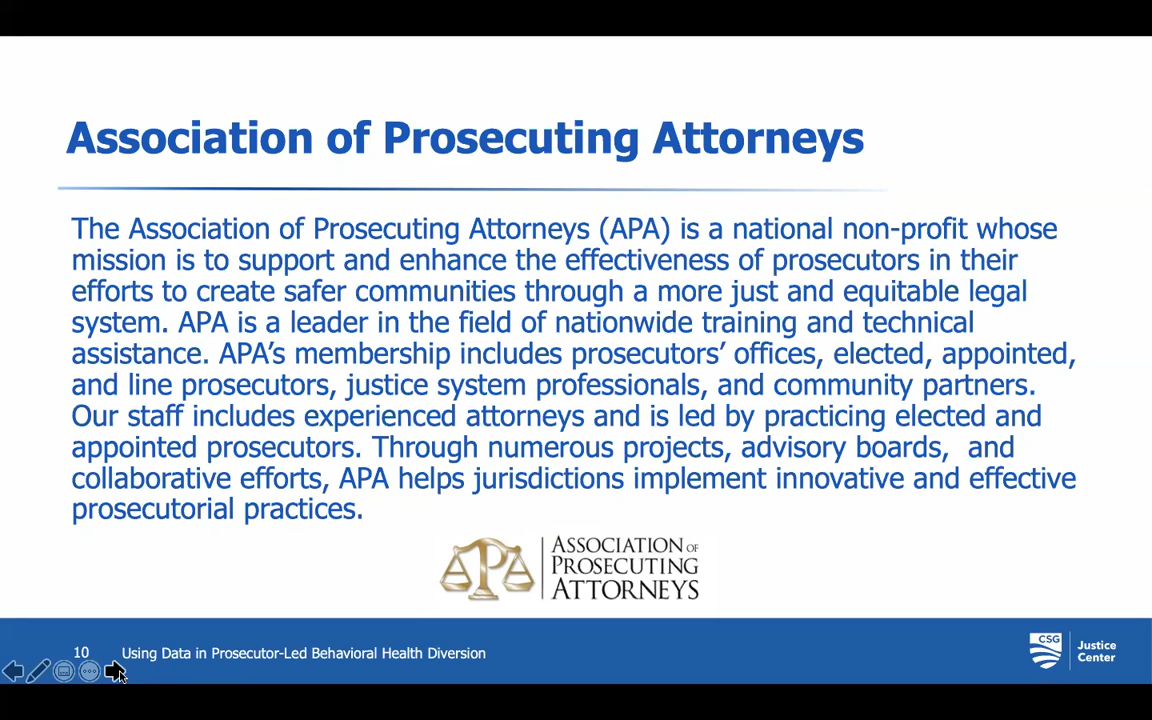 Association of Prosecuting Attorneys
The Association of Prosecuting Attorneys (APA) is a national non-profit whose
mission is to support and enhance the effectiveness of prosecutors in their
efforts to create safer communities through a more just and equitable legal
system. APA is a leader in the field of nationwide training and technical
assistance. APA’s membership includes prosecutors’ offices, elected, appointed,
and line prosecutors, justice system professionals, and community partners.
Our staff includes experienced attorneys and is led by practicing elected and
appointed prosecutors. Through numerous projects, advisory boards,  and
collaborative efforts, APA helps jurisdictions implement innovative and effective
prosecutorial practices.
ASSOCIATION OF
PROSECUTING
ATTORNEYS
10 Using Data in Prosecutor-Led Behavioral Health Diversion
CSG
Justice
Center